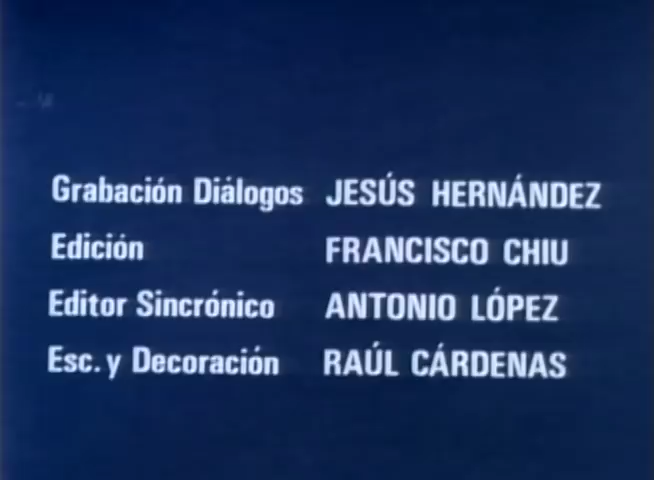 Grabación Diálogos JESÚS HERNÁNDEZ
Edición FRANCISCO CHIU
Editor Sincrónico ANTONIO LÓPEZ
Esc. y Decoración RAÚL CÁRDENAS